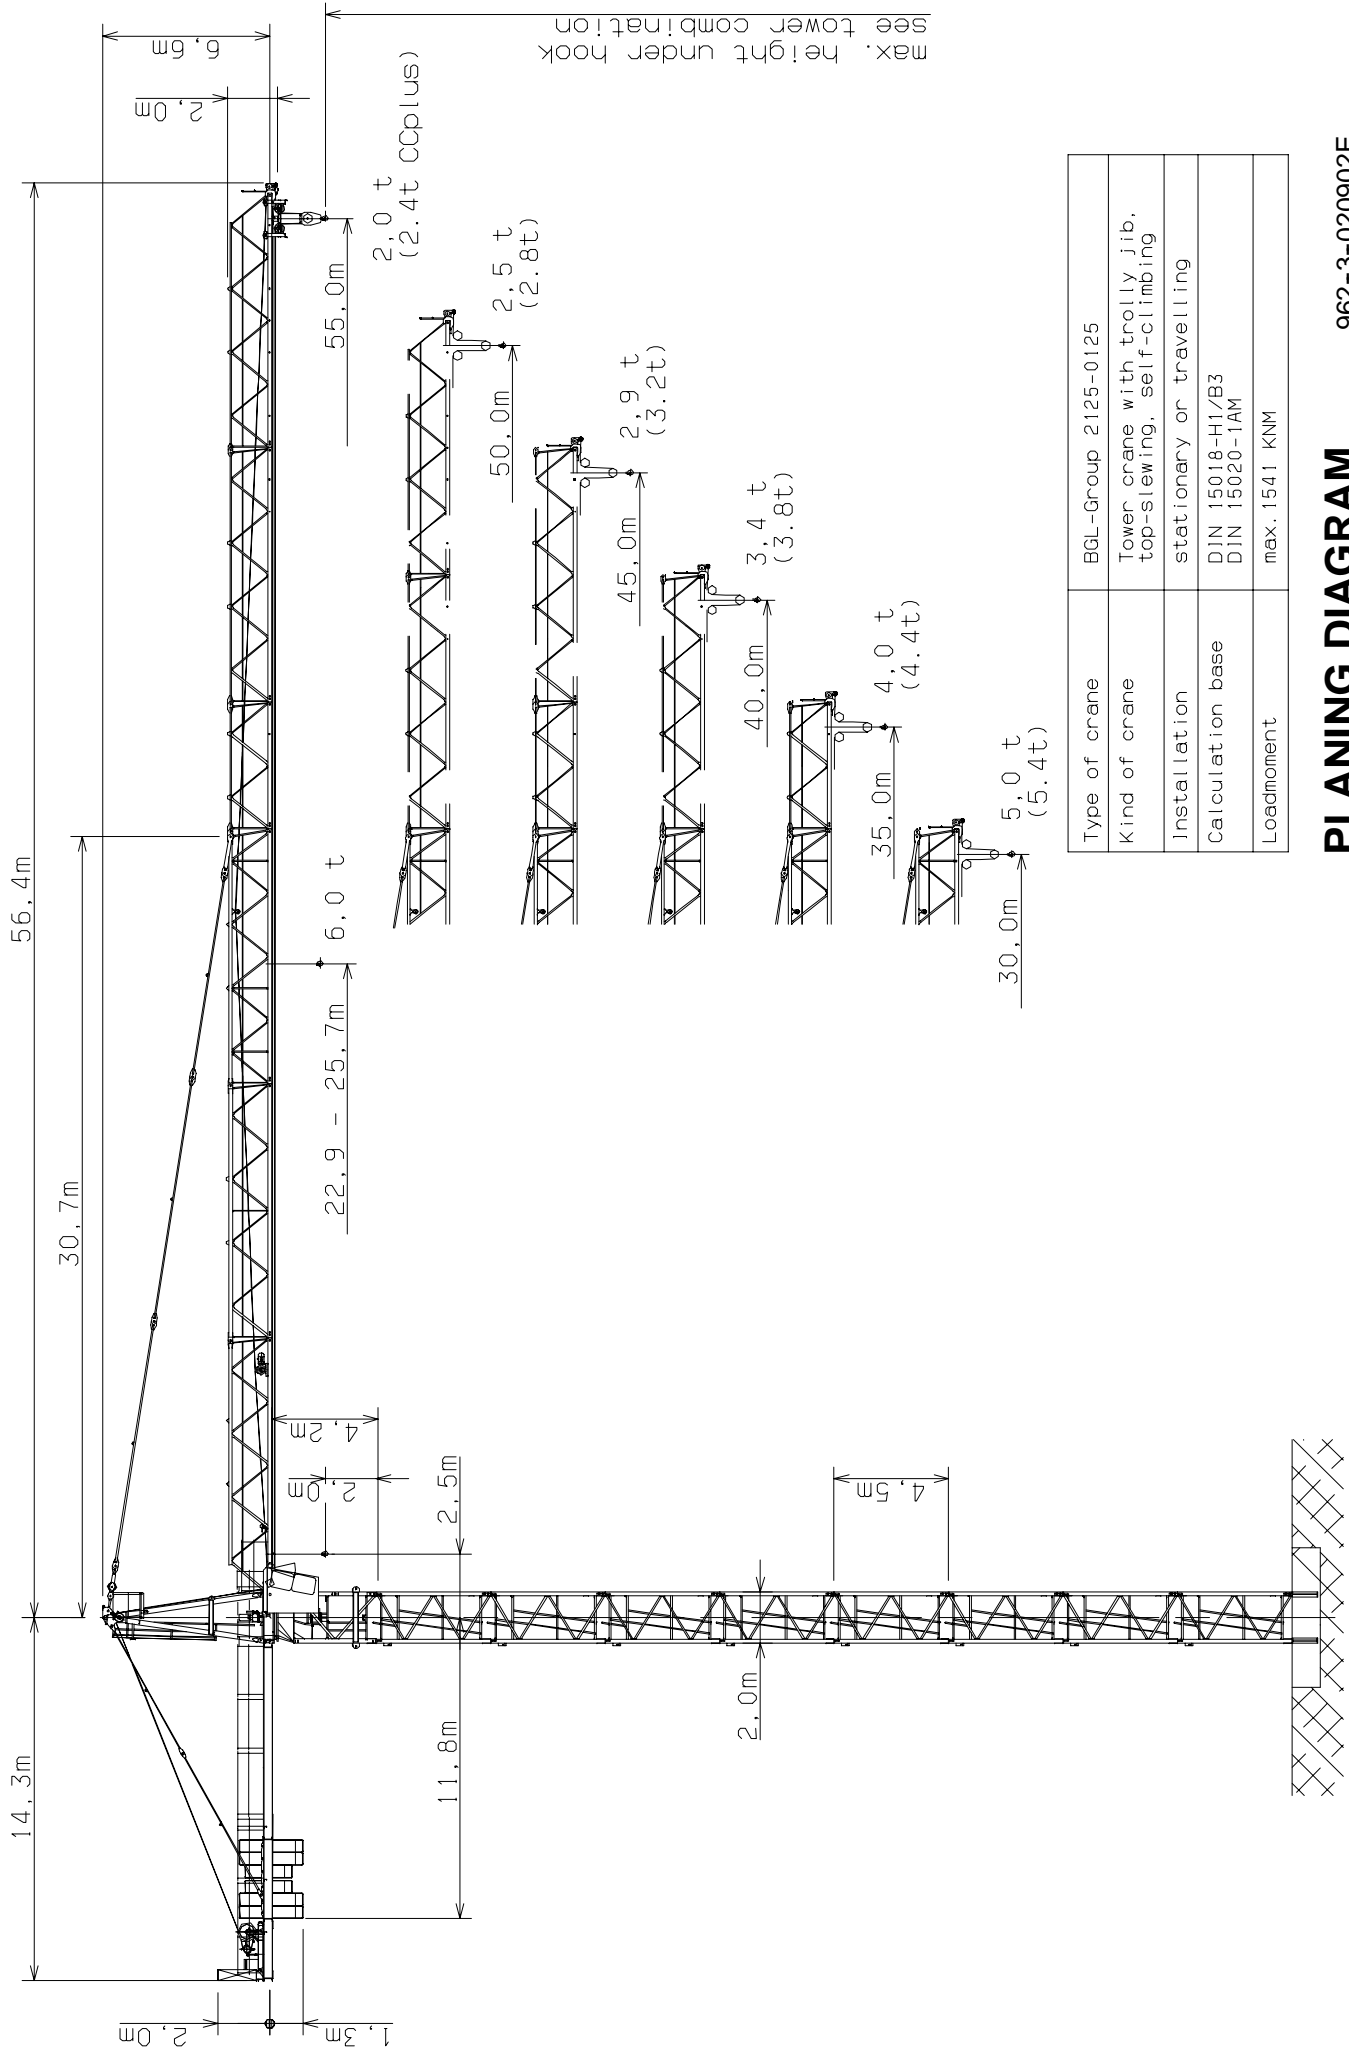 56,4m
14,3m
30,7m
6,6m
2,0m
max. height under hook
see tower combination
55,0m
2,0 t
(2.4t CCplus)
50,0m
2,5 t
(2.8t)
45,0m
2,9 t
(3.2t)
40,0m
3,4 t
(3.8t)
35,0m
4,0 t
(4.4t)
30,0m
5,0 t
(5.4t)
22,9 - 25,7m
6,0 t
4,2m
2,0m
2,5m
11,8m
4,5m
2,0m
2,0m
1,3m
Type of crane BGL-Group 2125-0125
Kind of crane Tower crane with trolly jib,
top-slewing, self-climbing
Installation stationary or travelling
Calculation base DIN 15018-H1/B3
DIN 15020-1AM
Loadmoment max.1541 KNM
PLANING DIAGRAM
962-3-020902E